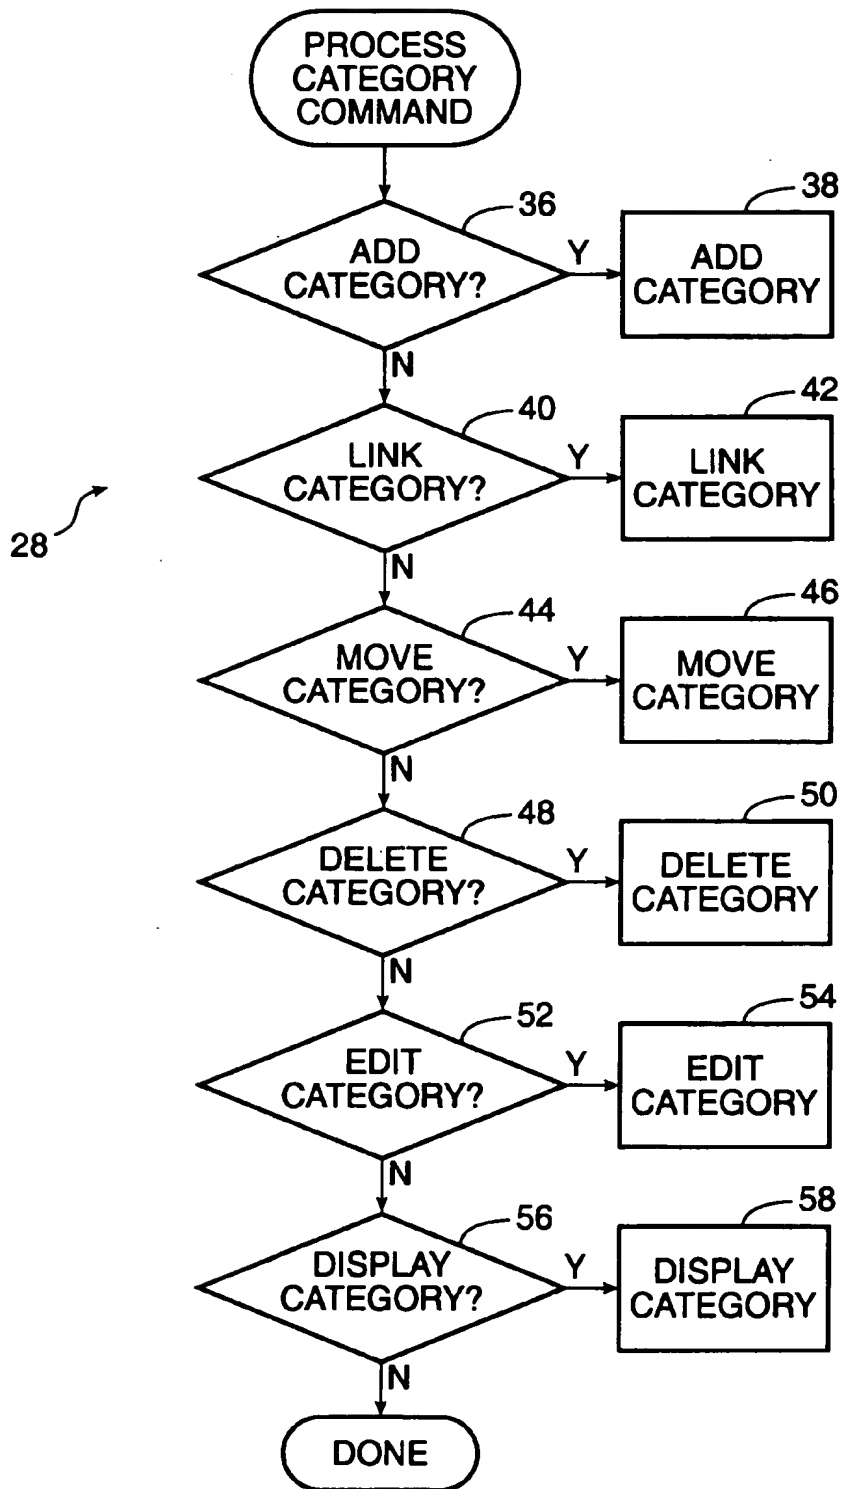 PROCESS
CATEGORY
COMMAND
36
38
ADD
CATEGORY?
Y
ADD
CATEGORY
N
40
42
LINK
CATEGORY?
Y
LINK
CATEGORY
28
N
44
46
MOVE
CATEGORY?
Y
MOVE
CATEGORY
N
48
50
DELETE
CATEGORY?
Y
DELETE
CATEGORY
N
52
54
EDIT
CATEGORY?
Y
EDIT
CATEGORY
N
56
58
DISPLAY
CATEGORY?
Y
DISPLAY
CATEGORY
N
DONE